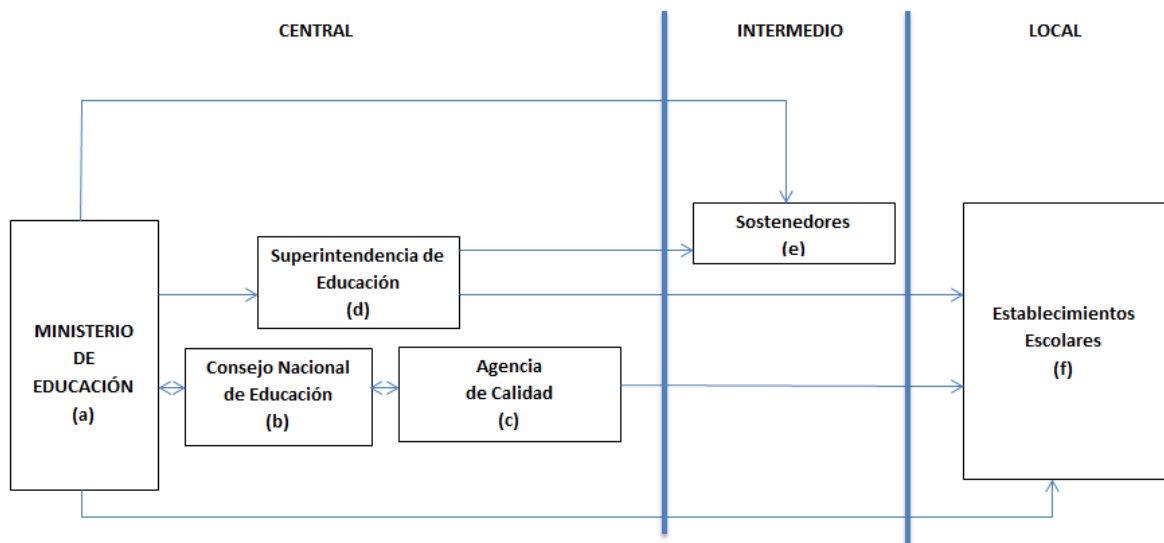 CENTRAL
INTERMEDIO
LOCAL
Sostenedores
(e)
Superintendencia de
Educación
(d)
MINISTERIO
DE
EDUCACIÓN
(a)
Consejo Nacional
de Educación
(b)
Agencia
de Calidad
(c)
Establecimientos
Escolares
(f)